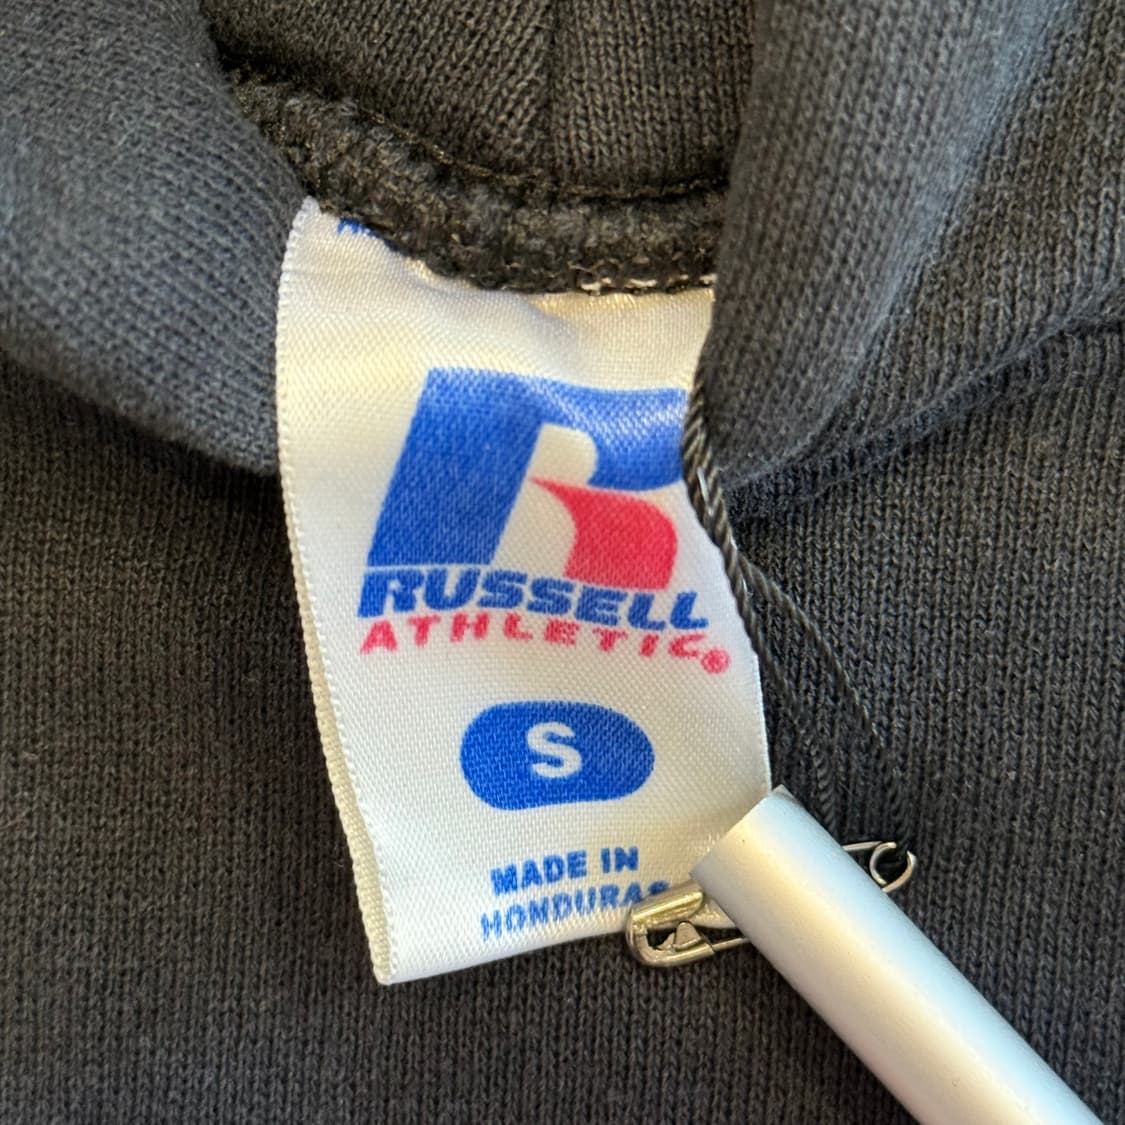 RUSSELL
ATHLETIC®
S
MADE IN
HONDURAS